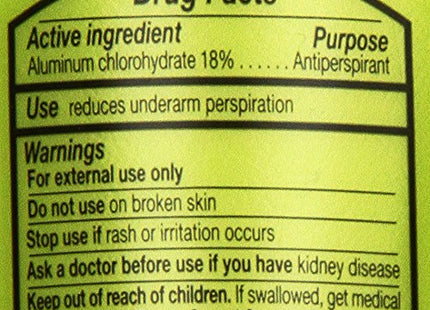 Drug Facts
Active ingredient Purpose
Aluminum chlorohydrate 18% ...... Antiperspirant
Use reduces underarm perspiration
Warnings
For external use only
Do not use on broken skin
Stop use if rash or irritation occurs
Ask a doctor before use if you have kidney disease
Keep out of reach of children. If swallowed, get medical